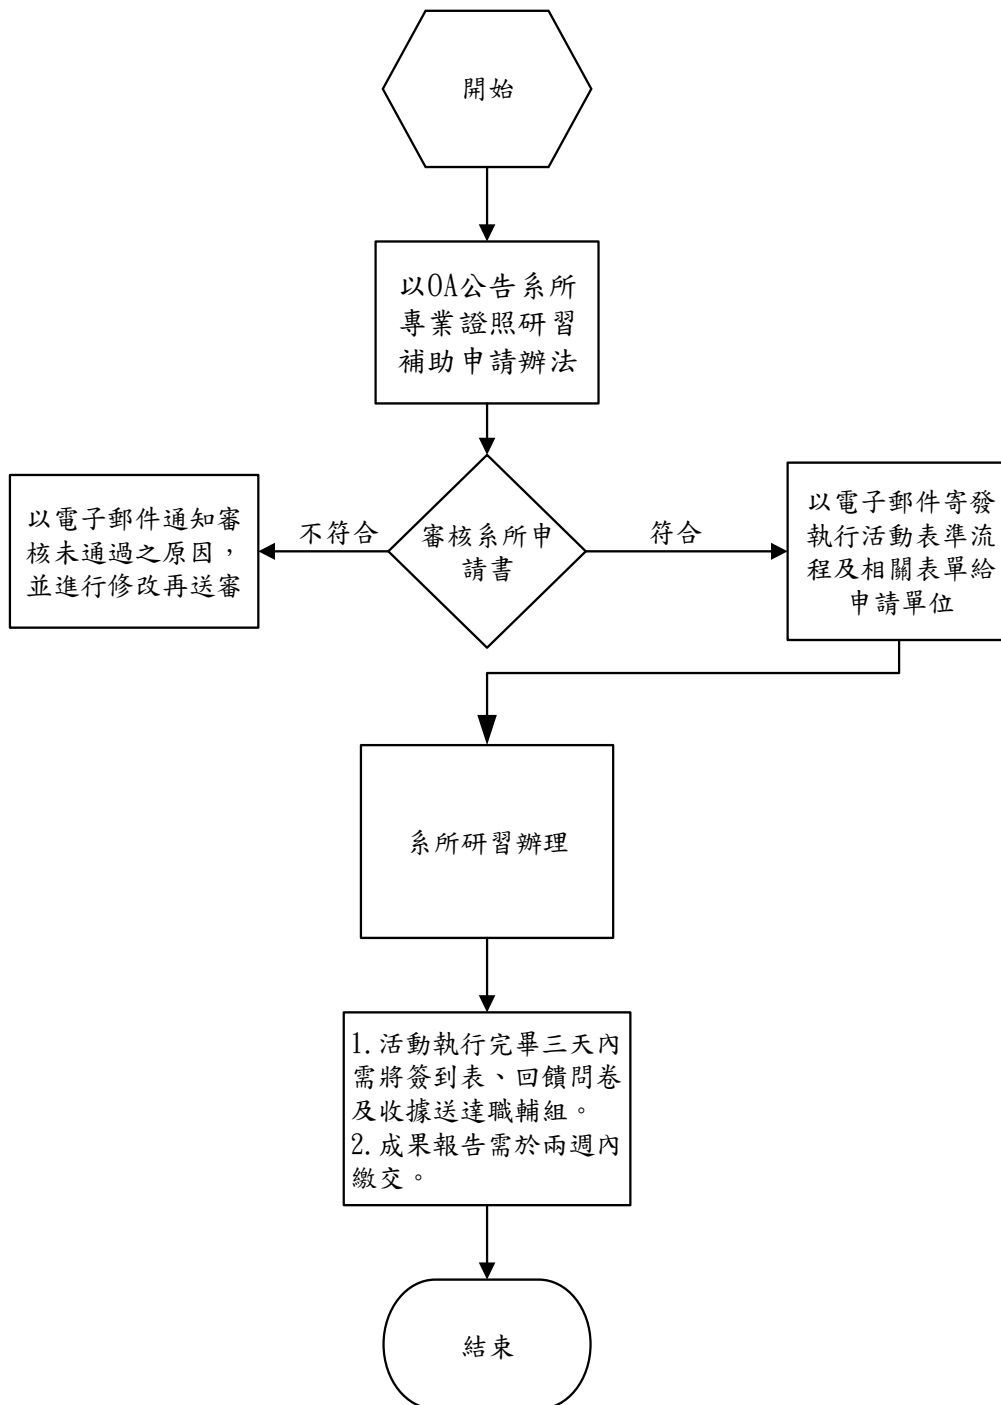 開始
以OA公告系所
專業證照研習
補助申請辦法
審核系所申
請書
不符合
以電子郵件通知審
核未通過之原因，
並進行修改再送審
符合
以電子郵件寄發
執行活動表準流
程及相關表單給
申請單位
系所研習辦理
1. 活動執行完畢三天內
需將簽到表、回饋問卷
及收據送達職輔組。
2. 成果報告需於兩週內
繳交。
結束